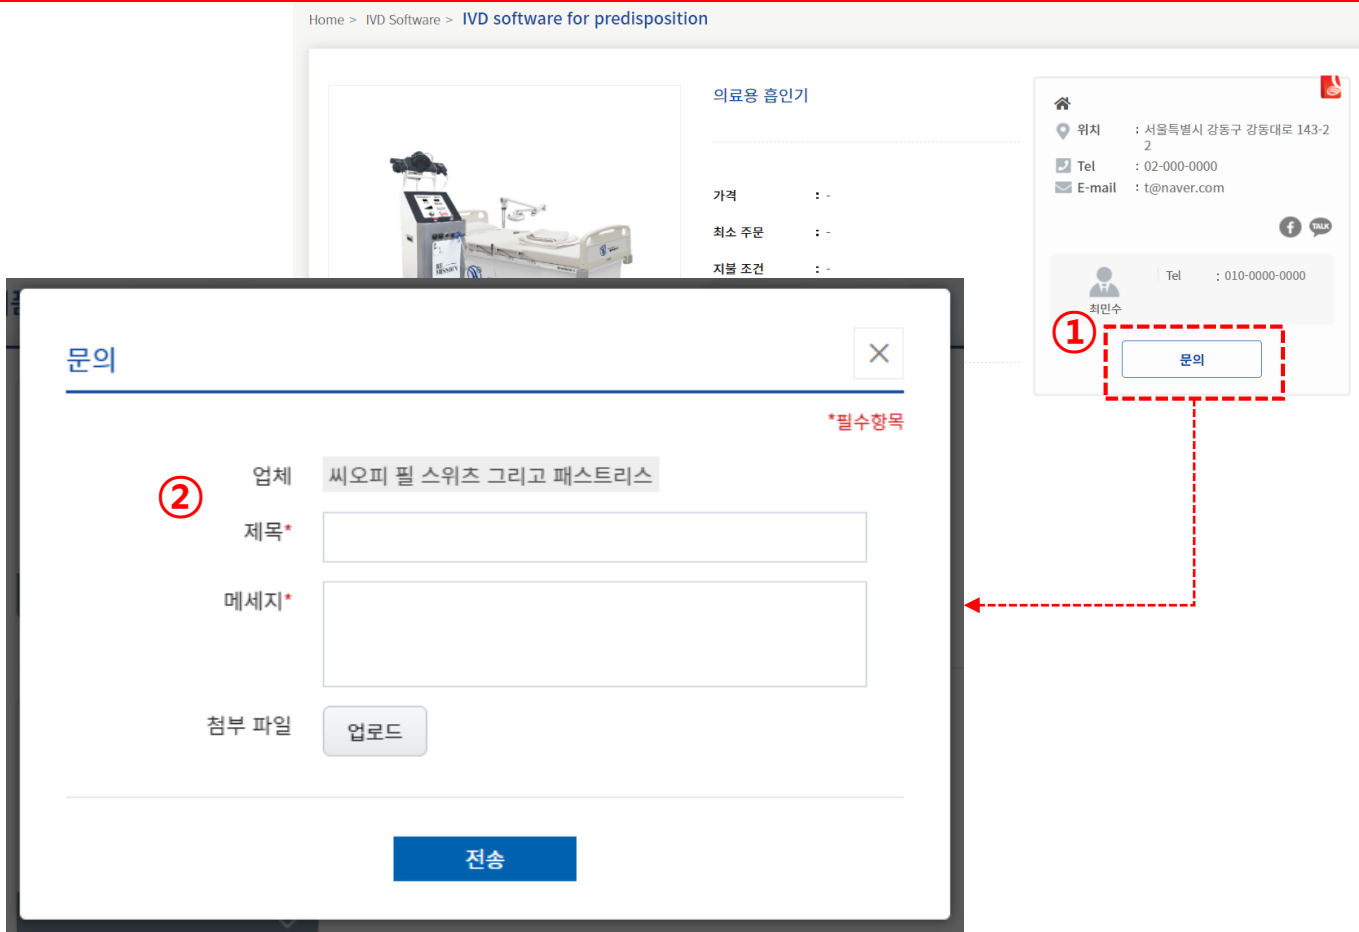 Home > IVD Software > IVD software for predisposition
의료용 흡인기
가격 : -
최소 주문 : -
지불 조건 : -
위치 : 서울특별시 강동구 강동대로 143-2
2
Tel : 02-000-0000
E-mail : t@naver.com
f TALK
Tel : 010-0000-0000
최민수
①
문의
문의
*필수항목
②
업체 씨오피 필 스위츠 그리고 패스트리스
제목*
메세지*
첨부 파일 업로드
전송